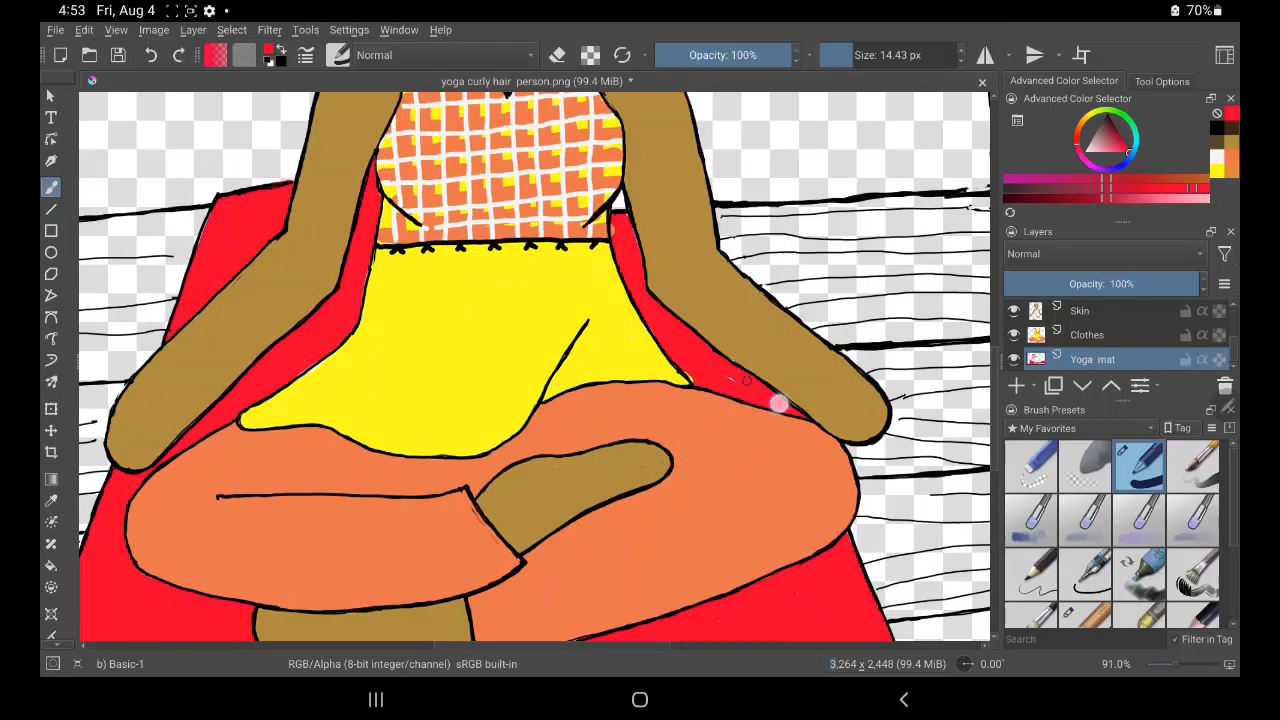 4:53 Fri, Aug 4 70%
File Edit View Image Layer Select Filter Tools Settings Window Help
Normal Opacity: 100% Size: 14.43 px
yoga curly hair person.png (99.4 MiB) *
Advanced Color Selector Tool Options
Advanced Color Selector
Layers
Normal
Opacity: 100%
Skin
Clothes
Yoga mat
Brush Presets
My Favorites Tag
Search Filter in Tag
b) Basic-1 RGB/Alpha (8-bit integer/channel) sRGB built-in 3,264 x 2,448 (99.4 MiB) 0.00° 91.0%